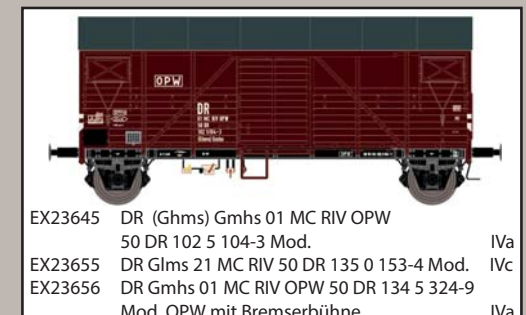 OPW
DR
EX23645 DR (Ghms) Gmhs 01 MC RIV OPW
50 DR 102 5 104-3 Mod. IVa
EX23655 DR Glms 21 MC RIV 50 DR 135 0 153-4 Mod. IVc
EX23656 DR Gmhs 01 MC RIV OPW 50 DR 134 5 324-9
Mod. OPW mit Bremserbühne IVa